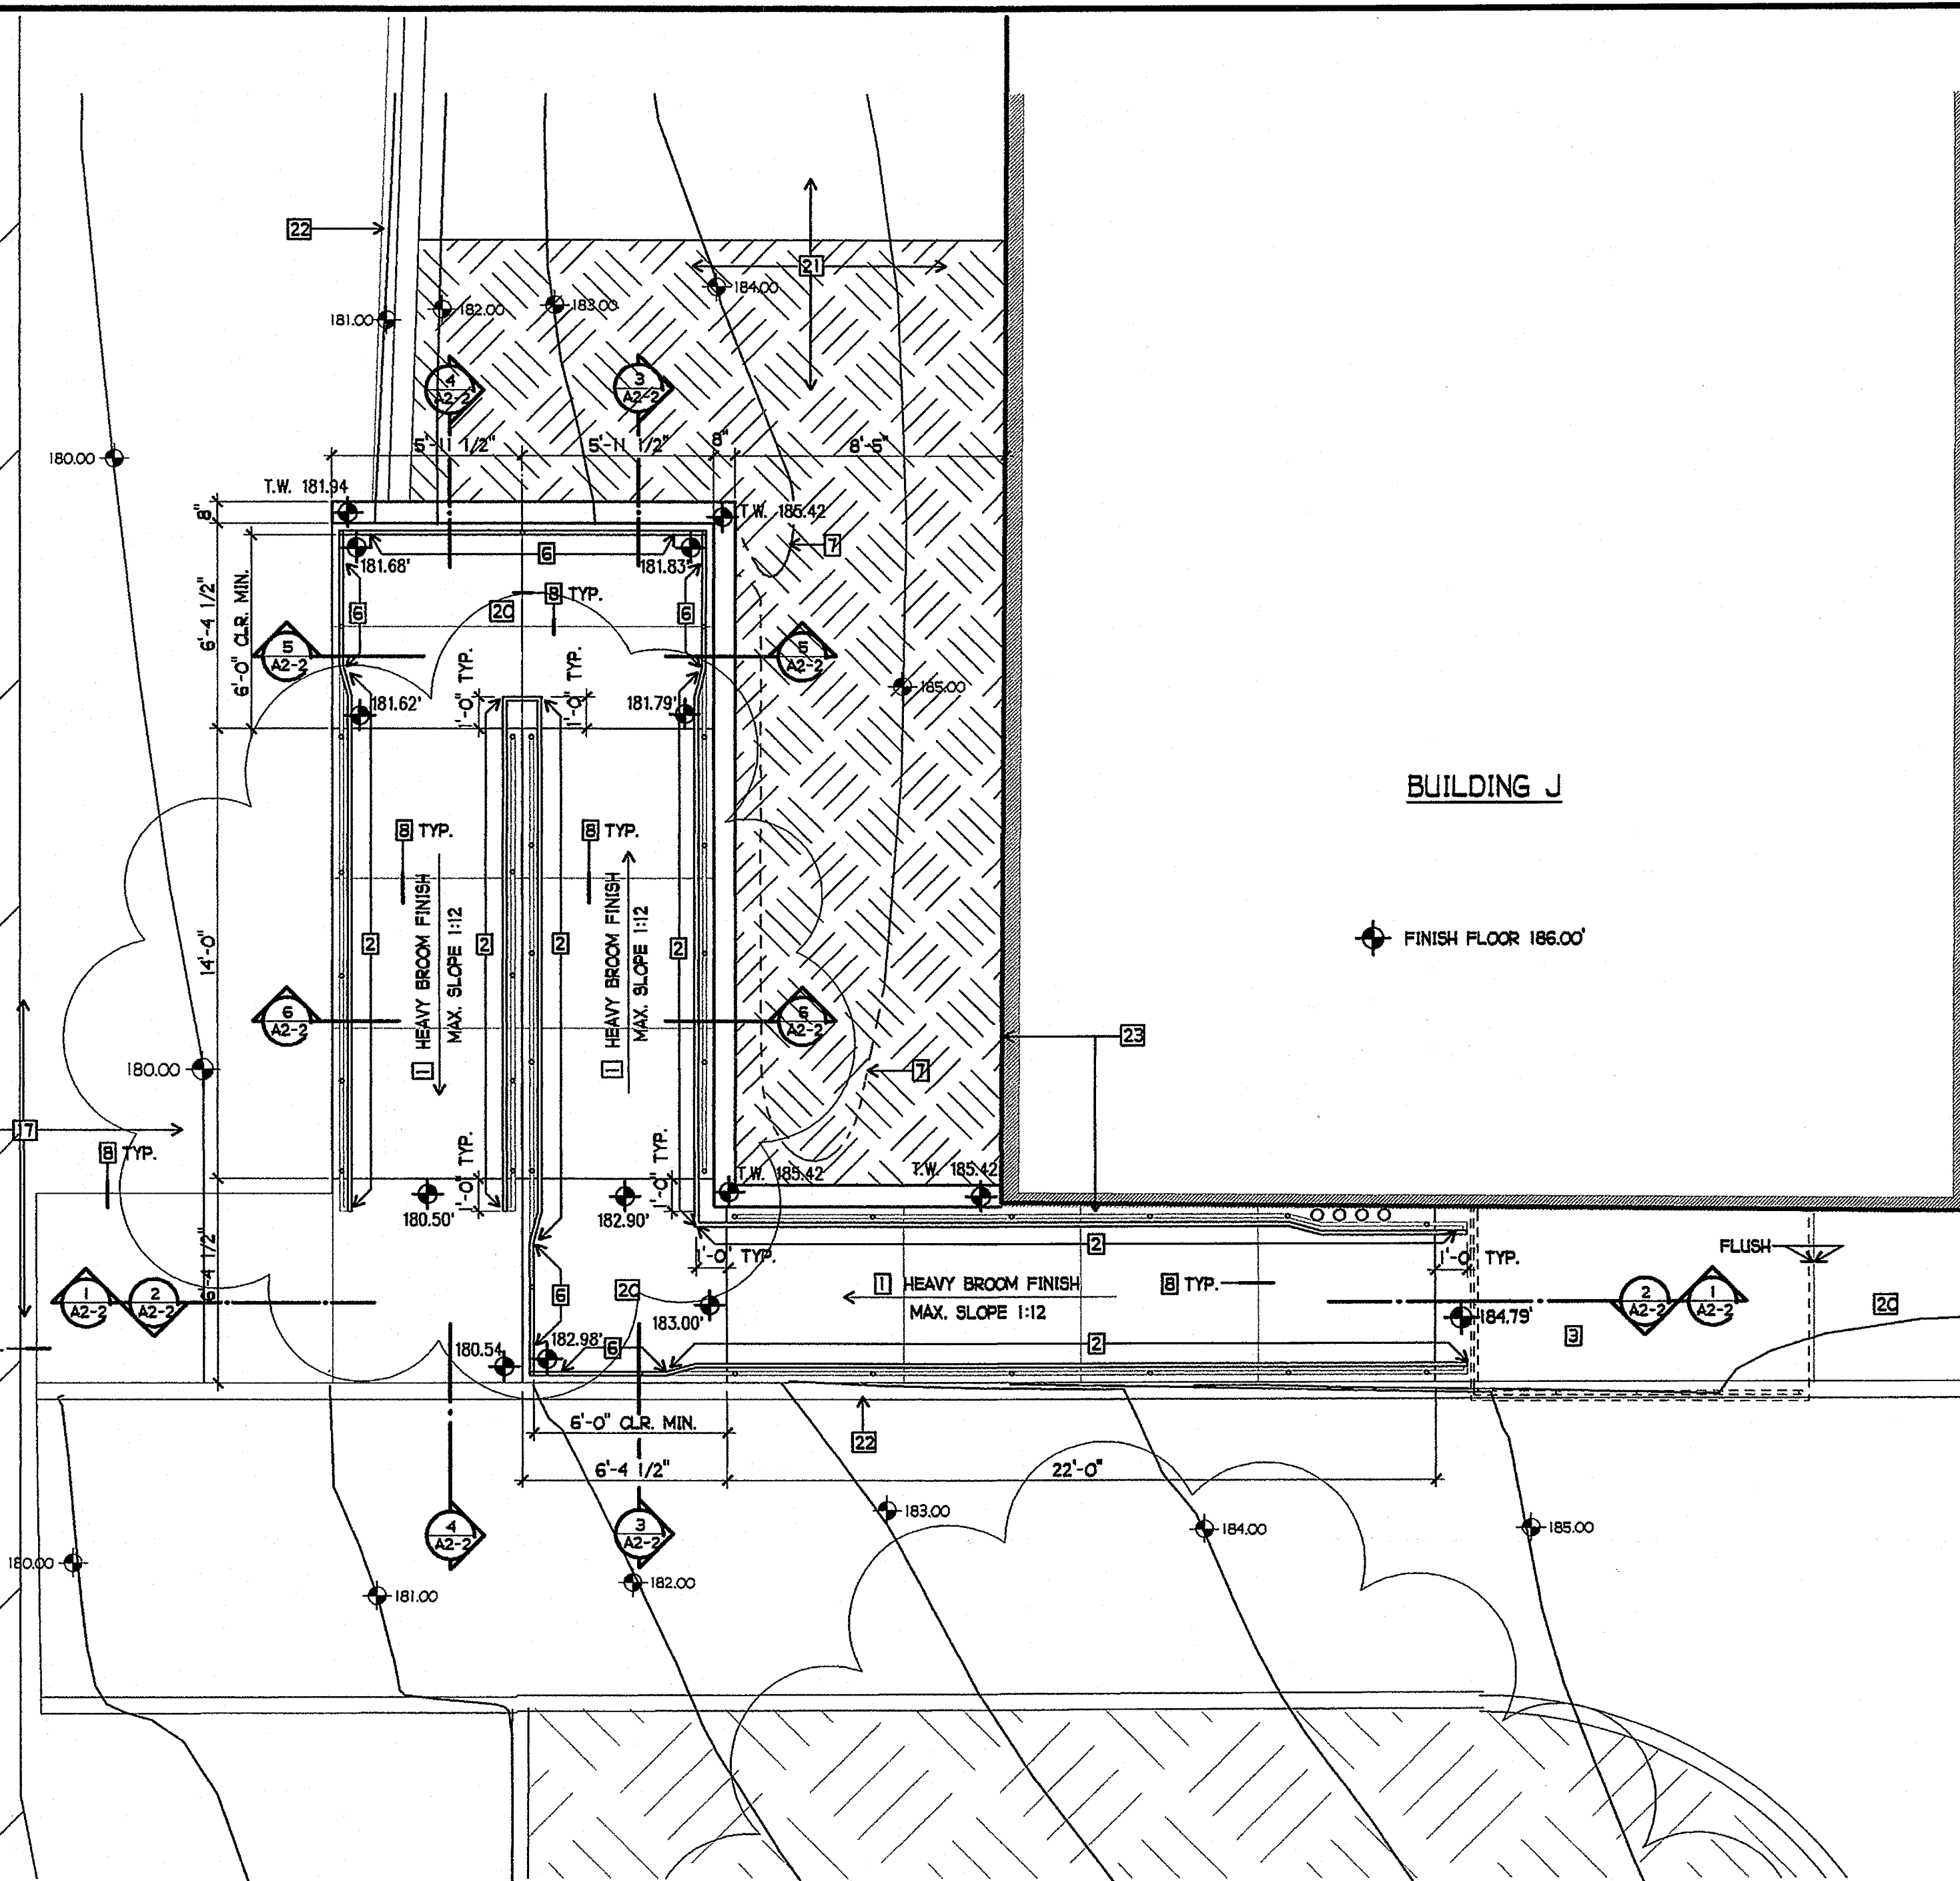 22
21
184.00
182.00
183.00
181.00
4
A2-2
3
A2-2
5'-11 1/2"
5'-11 1/2"
8"
8'-5"
180.00
T.W. 181.94
T.W. 185.42
8"
6
7
181.68'
181.83'
8 TYP.
6'-4 1/2"
6'-0" CLR. MIN.
6
20
6
5
A2-2
5
A2-2
1'-0" TYP.
1'-0" TYP.
185.00
181.62'
181.79'
BUILDING J
8 TYP.
8 TYP.
FINISH FLOOR 186.00'
14'-0"
2
2
2
2
1 HEAVY BROOM FINISH
MAX. SLOPE 1:12
1 HEAVY BROOM FINISH
MAX. SLOPE 1:12
6
A2-2
6
A2-2
23
180.00
7
17
8 TYP.
1'-0" TYP.
1'-0" TYP.
T.W. 185.42
T.W. 185.42
180.50'
182.90'
2
FLUSH
1'-0" TYP.
1'-0" TYP.
6'-4 1/2"
1
A2-2
2
A2-2
6
20
1 HEAVY BROOM FINISH
MAX. SLOPE 1:12
8 TYP.
183.00'
2
A2-2
1
A2-2
20
184.79'
3
180.54
182.98'
6
2
6'-0" CLR. MIN.
22
6'-4 1/2"
22'-0"
183.00
184.00
185.00
4
A2-2
3
A2-2
180.00
181.00
182.00